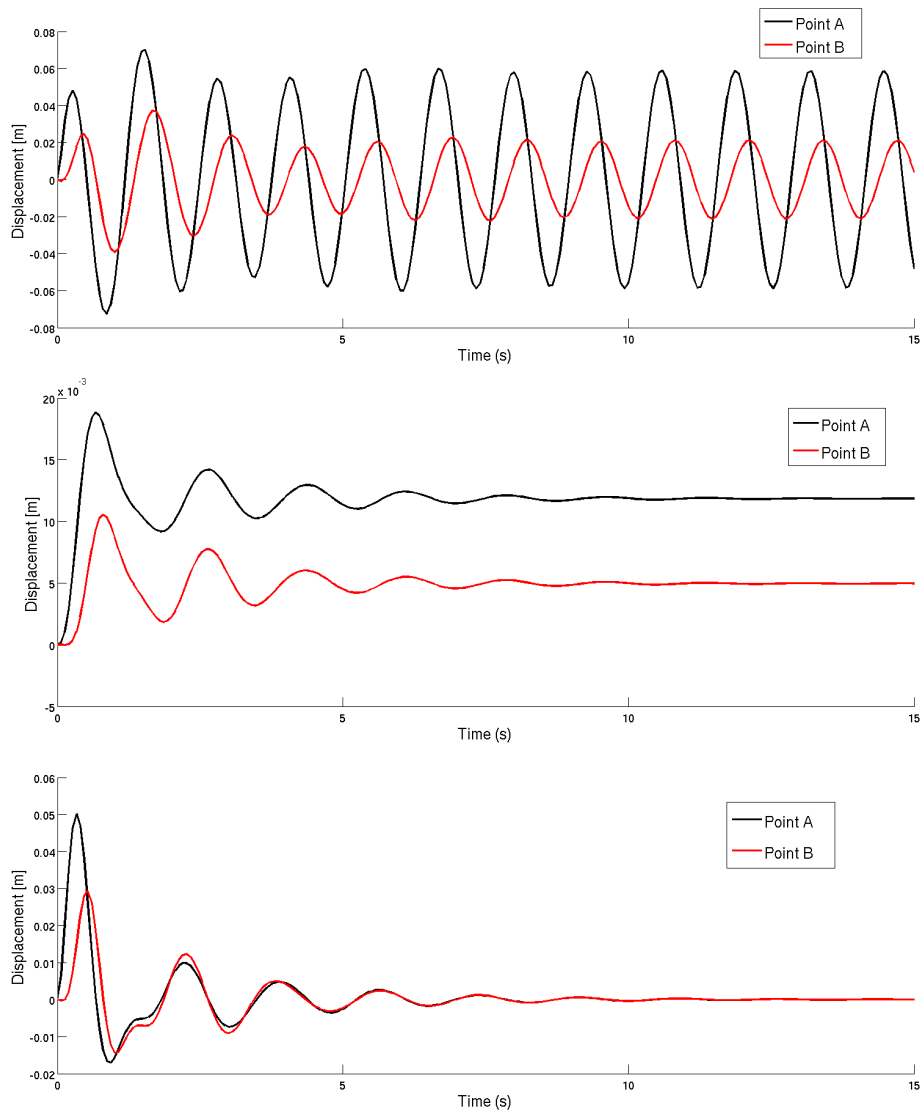 Point A
Point B
0.08
0.06
0.04
0.02
0
-0.02
-0.04
-0.06
-0.08
Displacement [m]
0
5
10
15
Time (s)
x 10
-3
Point A
Point B
20
15
10
5
0
-5
Displacement [m]
0
5
10
15
Time (s)
Point A
Point B
0.06
0.05
0.04
0.03
0.02
0.01
0
-0.01
-0.02
Displacement [m]
0
5
10
15
Time (s)